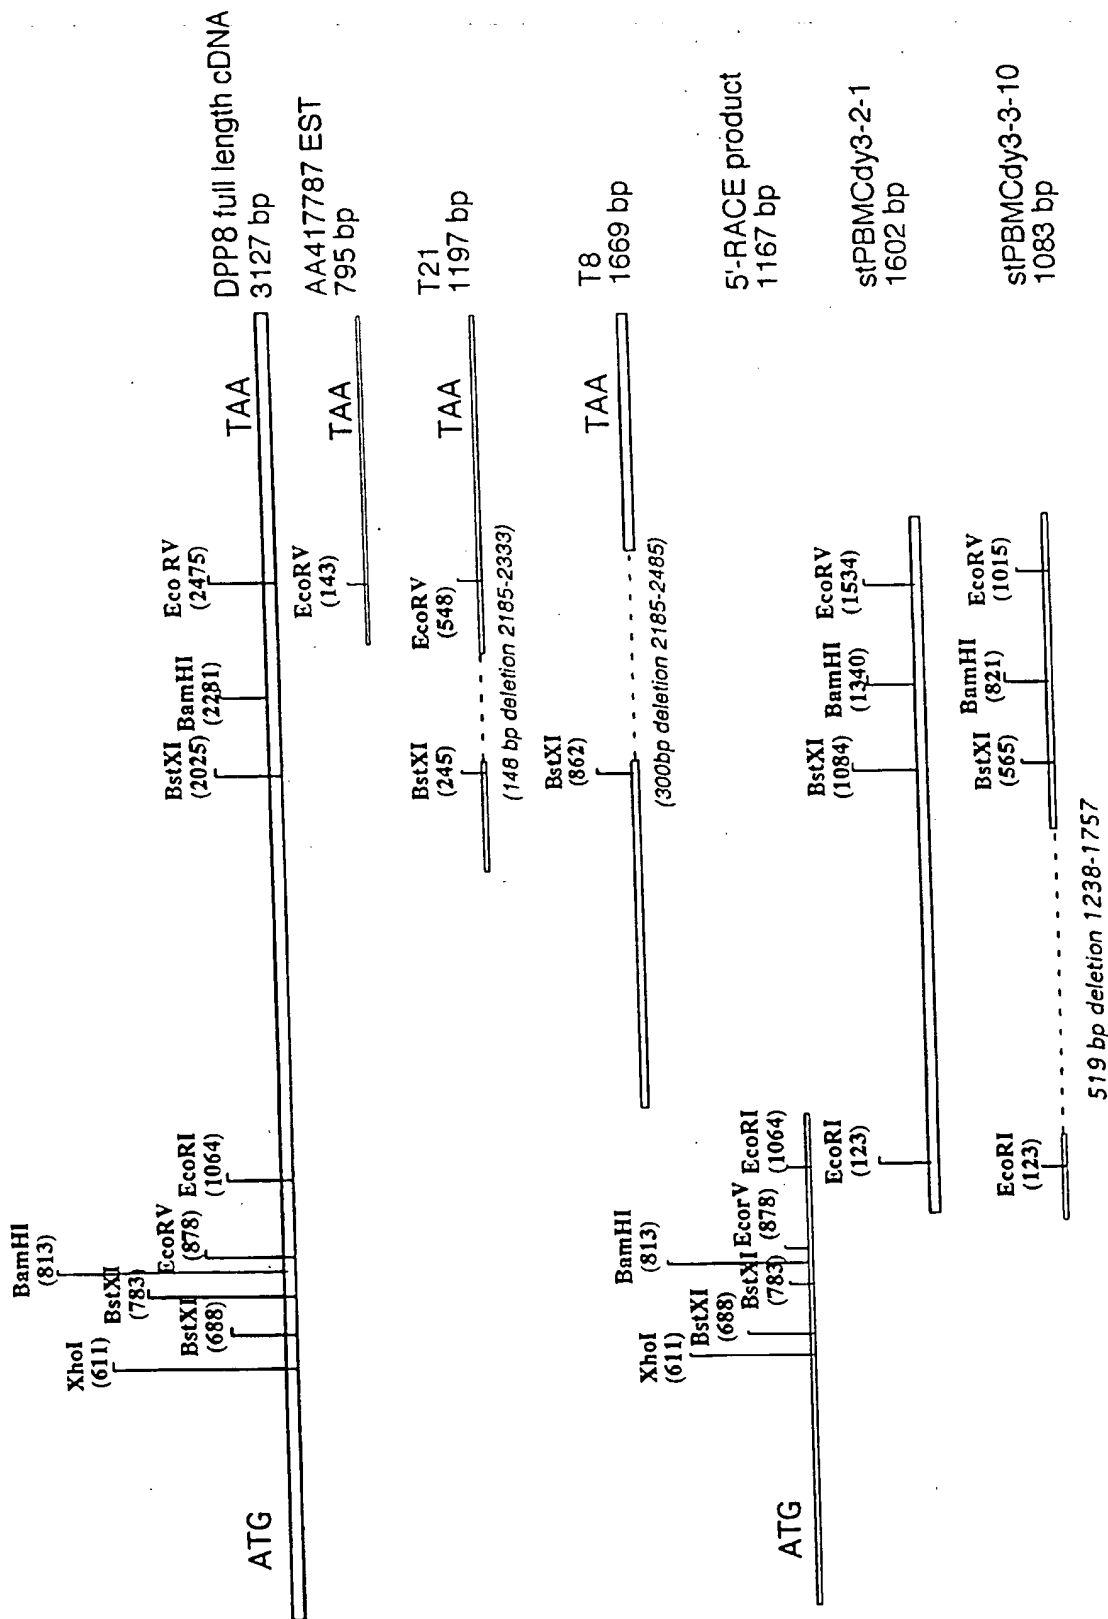 DPP8 full length cDNA
3127 bp
BamHI
(813)
XhoI
(611)
BstXI
(688)
BstXI
(783)
EcoRV
(878)
EcoRI
(1064)
BstXI
(2025)
BamHI
(2281)
Eco RV
(2475)
ATG
TAA
AA417787 EST
795 bp
EcoRV
(143)
TAA
T21
1197 bp
BstXI
(245)
EcoRV
(548)
TAA
(148 bp deletion 2185-2333)
T8
1669 bp
BstXI
(862)
TAA
(300bp deletion 2185-2485)
5'-RACE product
1167 bp
XhoI
(611)
BstXI
(688)
BamHI
(813)
BstXI
(783)
EcorV
(878)
EcoRI
(1064)
ATG
stPBMCdy3-2-1
1602 bp
EcoRI
(123)
BstXI
(1084)
BamHI
(1340)
EcoRV
(1534)
stPBMCdy3-3-10
1083 bp
EcoRI
(123)
BstXI
(565)
BamHI
(821)
EcoRV
(1015)
519 bp deletion 1238-1757